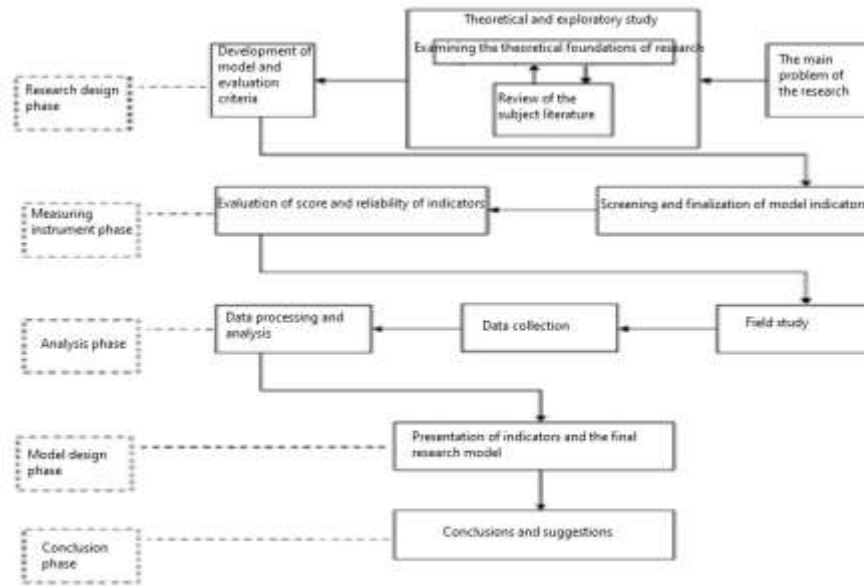 Theoretical and exploratory study
Examining the theoretical foundations of research
Review of the
subject literature
Development of
model and
evaluation
criteria
The main
problem of
the research
Research design
phase
Measuring
instrument phase
Evaluation of score and reliability of indicators
Screening and finalization of model indicators
Analysis phase
Data processing and
analysis
Data collection
Field study
Model design
phase
Presentation of indicators and the final
research model
Conclusion
phase
Conclusions and suggestions